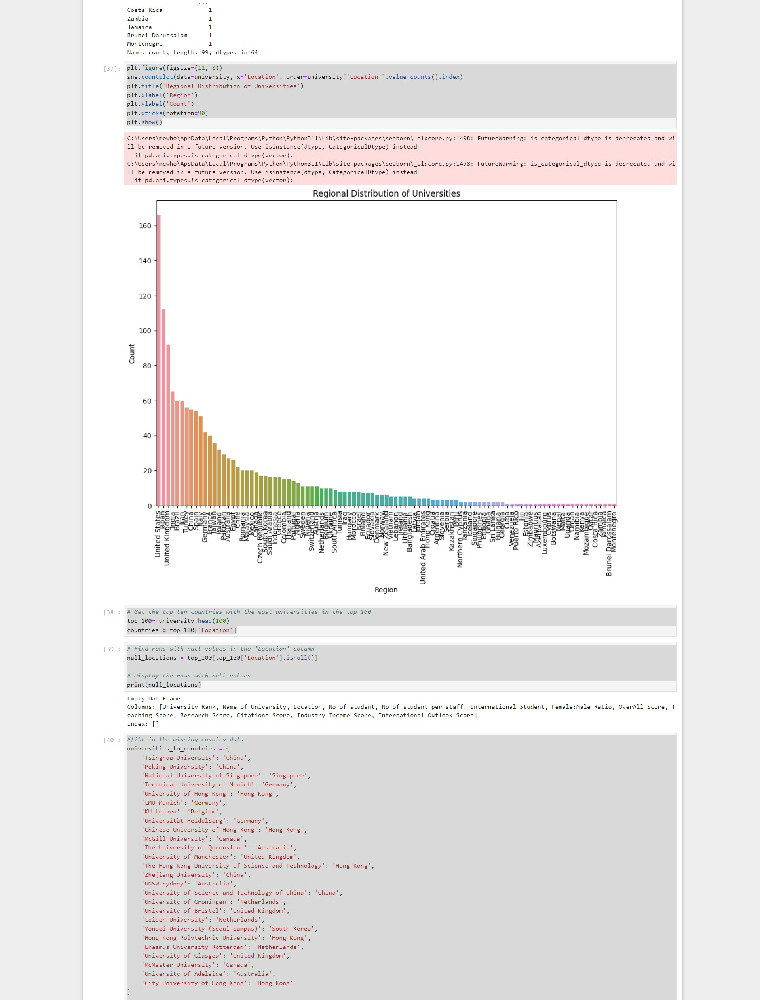 ...
Costa Rica 1
Zambia 1
Jamaica 1
Brunei Darussalam 1
Montenegro 1
Name: count, Length: 99, dtype: int64
[37]:
plt.figure(figsize=(12, 8))
sns.countplot(data=university, x='Location', order=university['Location'].value_counts().index)
plt.title('Regional Distribution of Universities')
plt.xlabel('Region')
plt.ylabel('Count')
plt.xticks(rotation=90)
plt.show()
C:\Users\mewho\AppData\Local\Programs\Python\Python311\Lib\site-packages\seaborn\_oldcore.py:1498: FutureWarning: is_categorical_dtype is deprecated and wi
ll be removed in a future version. Use isinstance(dtype, CategoricalDtype) instead
  if pd.api.types.is_categorical_dtype(vector):
C:\Users\mewho\AppData\Local\Programs\Python\Python311\Lib\site-packages\seaborn\_oldcore.py:1498: FutureWarning: is_categorical_dtype is deprecated and wi
ll be removed in a future version. Use isinstance(dtype, CategoricalDtype) instead
  if pd.api.types.is_categorical_dtype(vector):
Regional Distribution of Universities
160
140
120
100
80
60
40
20
0
Count
United States
Japan
United Kingdom
India
Brazil
Iran
Turkey
China
Spain
Italy
Germany
France
Taiwan
Poland
Pakistan
Australia
Egypt
Chile
Romania
Malaysia
Mexico
Canada
Czech Republic
South Korea
Saudi Arabia
Indonesia
Greece
Colombia
Thailand
Portugal
Algeria
Sweden
Nigeria
Switzerland
Austria
Netherlands
Belgium
Ukraine
South Africa
Tunisia
Iraq
Hungary
Morocco
Israel
Finland
Ecuador
Slovakia
Denmark
Norway
New Zealand
Vietnam
Lebanon
Ireland
Lithuania
Bangladesh
Latvia
Jordan
United Arab Emirates
Hong Kong
Croatia
Argentina
Slovenia
Serbia
Kazakhstan
Peru
Northern Cyprus
Tanzania
Iceland
Singapore
Philippines
Ethiopia
Ghana
Sri Lanka
Bulgaria
Georgia
Cuba
Venezuela
Puerto Rico
Fiji
Estonia
Zimbabwe
Mauritius
Azerbaijan
Luxembourg
Cyprus
Botswana
Nepal
Malta
Uganda
Oman
Namibia
Kenya
Mozambique
Qatar
Costa Rica
Zambia
Jamaica
Brunei Darussalam
Montenegro
Region
[38]:
# Get the top ten countries with the most universities in the top 100
top_100= university.head(100)
countries = top_100['Location']
[39]:
# Find rows with null values in the 'Location' column
null_locations = top_100[top_100['Location'].isnull()]
# Display the rows with null values
print(null_locations)
Empty DataFrame
Columns: [University Rank, Name of University, Location, No of student, No of student per staff, International Student, Female:Male Ratio, OverAll Score, T
eaching Score, Research Score, Citations Score, Industry Income Score, International Outlook Score]
Index: []
[40]:
#fill in the missing country data
universities_to_countries = {
    'Tsinghua University': 'China',
    'Peking University': 'China',
    'National University of Singapore': 'Singapore',
    'Technical University of Munich': 'Germany',
    'University of Hong Kong': 'Hong Kong',
    'LMU Munich': 'Germany',
    'KU Leuven': 'Belgium',
    'Universität Heidelberg': 'Germany',
    'Chinese University of Hong Kong': 'Hong Kong',
    'McGill University': 'Canada',
    'The University of Queensland': 'Australia',
    'University of Manchester': 'United Kingdom',
    'The Hong Kong University of Science and Technology': 'Hong Kong',
    'Zhejiang University': 'China',
    'UNSW Sydney': 'Australia',
    'University of Science and Technology of China': 'China',
    'University of Groningen': 'Netherlands',
    'University of Bristol': 'United Kingdom',
    'Leiden University': 'Netherlands',
    'Yonsei University (Seoul campus)': 'South Korea',
    'Hong Kong Polytechnic University': 'Hong Kong',
    'Erasmus University Rotterdam': 'Netherlands',
    'University of Glasgow': 'United Kingdom',
    'McMaster University': 'Canada',
    'University of Adelaide': 'Australia',
    'City University of Hong Kong': 'Hong Kong'
}